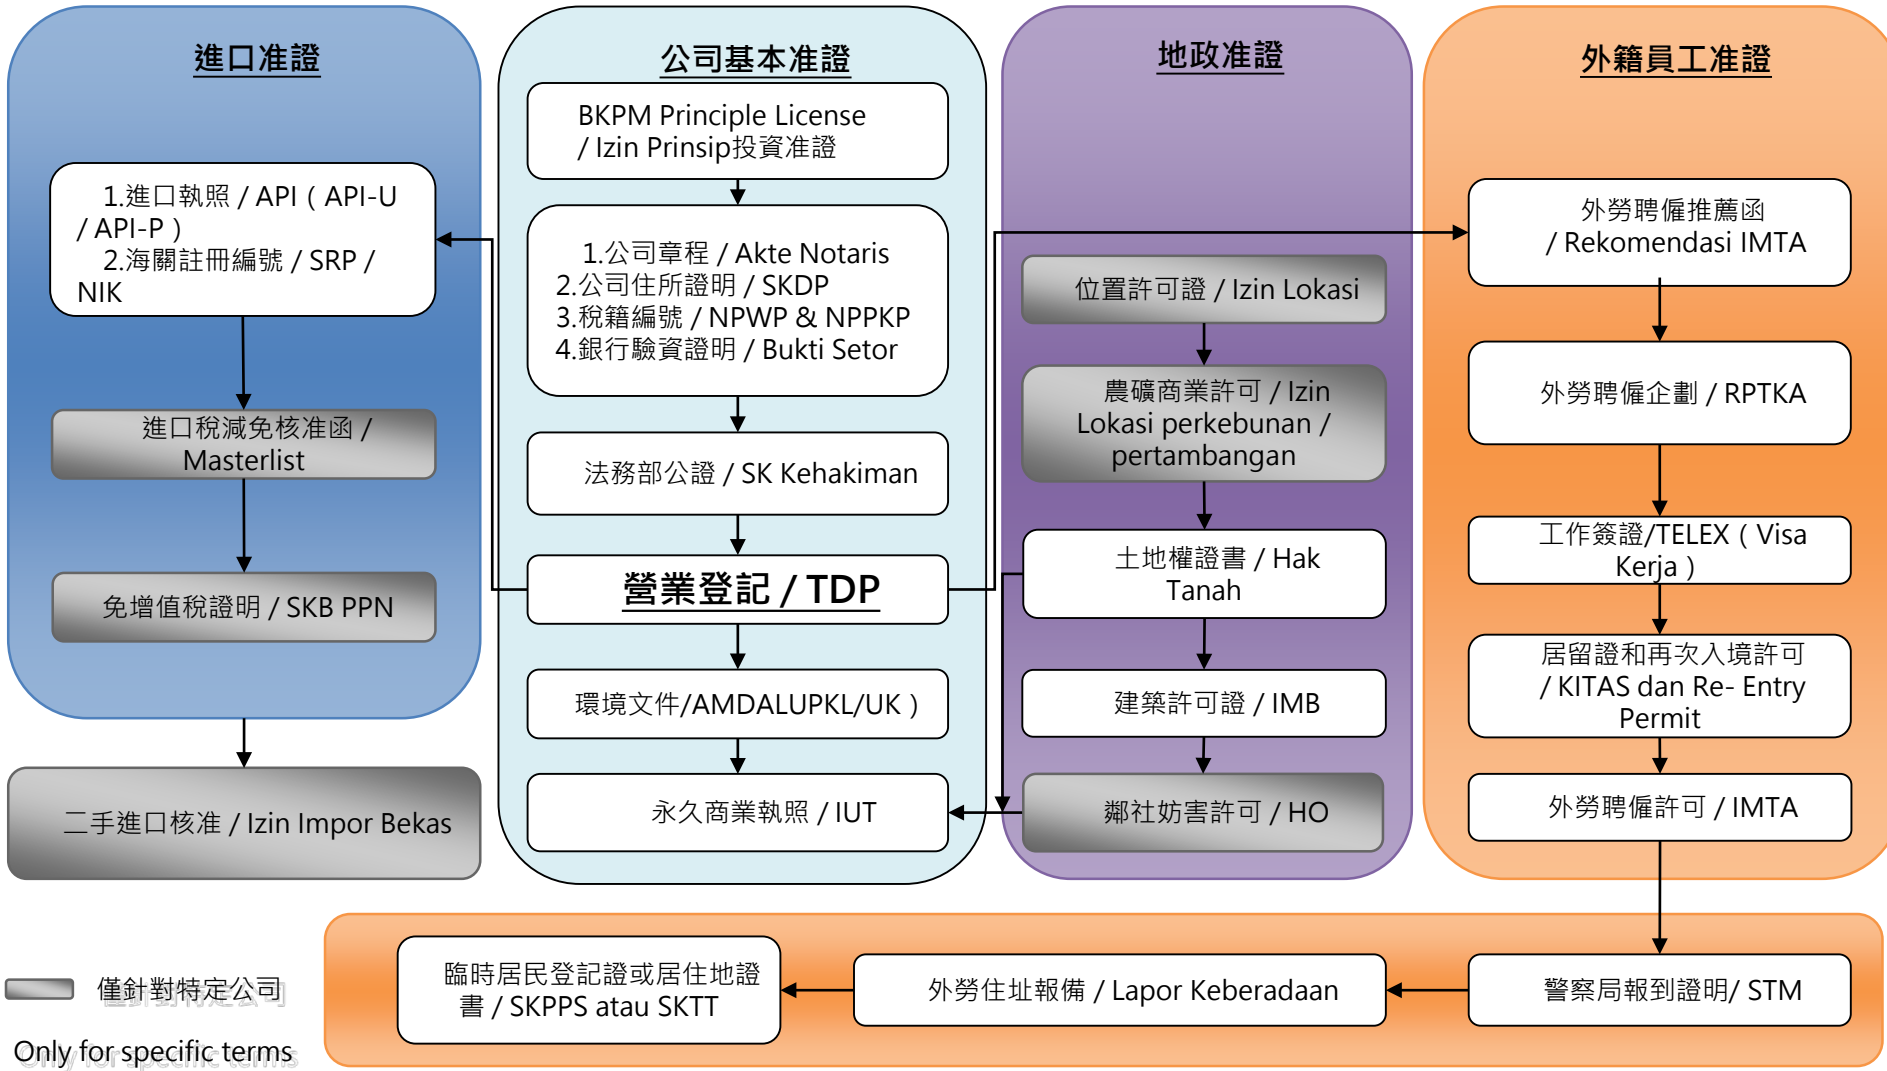 進口准證
1.進口執照 / API ( API-U
/ API-P )
2.海關註冊編號 / SRP /
NIK
進口稅減免核准函 /
Masterlist
免增值稅證明 / SKB PPN
二手進口核准 / Izin Impor Bekas
公司基本准證
BKPM Principle License
/ Izin Prinsip投資准證
1.公司章程 / Akte Notaris
2.公司住所證明 / SKDP
3.稅籍編號 / NPWP & NPPKP
4.銀行驗資證明 / Bukti Setor
法務部公證 / SK Kehakiman
營業登記 / TDP
環境文件/AMDALUPKL/UK )
永久商業執照 / IUT
地政准證
位置許可證 / Izin Lokasi
農礦商業許可 / Izin
Lokasi perkebunan /
pertambangan
土地權證書 / Hak
Tanah
建築許可證 / IMB
鄰社妨害許可 / HO
外籍員工准證
外勞聘僱推薦函
/ Rekomendasi IMTA
外勞聘僱企劃 / RPTKA
工作簽證/TELEX ( Visa
Kerja )
居留證和再次入境許可
/ KITAS dan Re- Entry
Permit
外勞聘僱許可 / IMTA
警察局報到證明/ STM
外勞住址報備 / Lapor Keberadaan
臨時居民登記證或居住地證
書 / SKPPS atau SKTT
僅針對特定公司
Only for specific terms